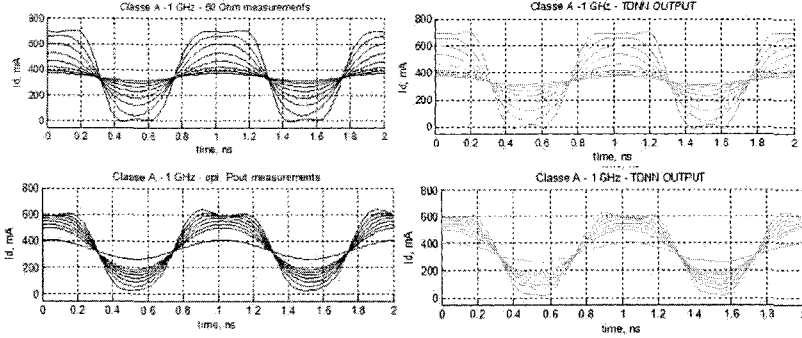 Classe A -1 GHz - 50 Ohm measurements
Id, mA
800
600
400
200
0
0 0.2 0.4 0.6 0.8 1 1.2 1.4 1.6 1.8 2
time, ns
Classe A -1 GHz - TDNN OUTPUT
Id, mA
800
600
400
200
0
0 0.2 0.4 0.6 0.8 1 1.2 1.4 1.6 1.8 2
time, ns
time, ns
Classe A - 1 GHz - opi. Pout measurements
Id, mA
800
600
400
200
0
0 0.2 0.4 0.6 0.8 1 1.2 1.4 1.6 1.8 2
time, ns
Classe A - 1 GHz - TDNN OUTPUT
Id, mA
800
600
400
200
0
0 0.2 0.4 0.6 0.8 1 1.2 1.4 1.6 1.8 2
time, ns